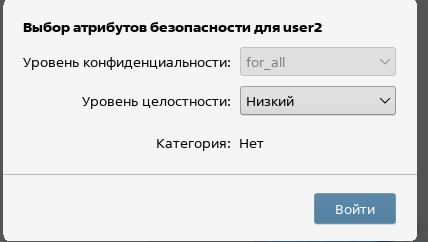 Выбор атрибутов безопасности для user2
Уровень конфиденциальности: for_all
Уровень целостности: Низкий
Категория: Нет
Войти